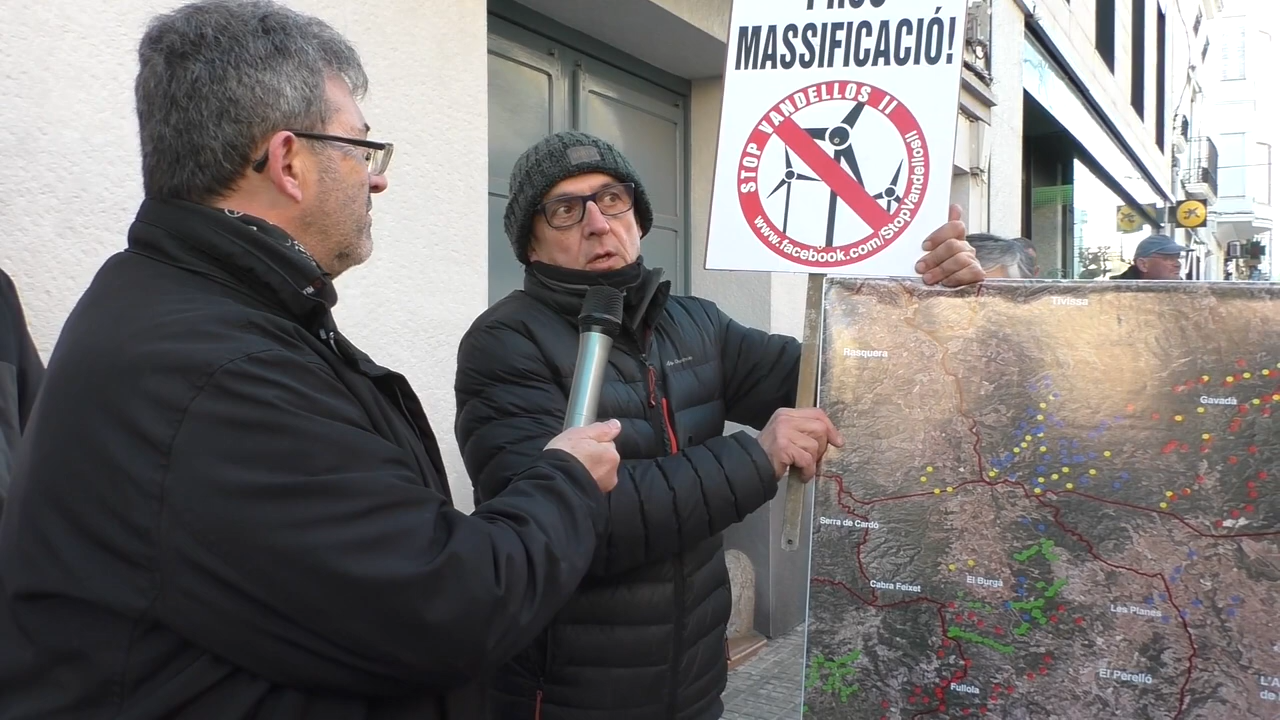 MASSIFICACIÓ!
STOP VANDELLOS II
www.facebook.com/StopVandellosII
Tivissa
Rasquera
Gavadà
Serra de Cardó
Cabra Feixet
El Burgà
Les Planes
El Perelló
Fullola